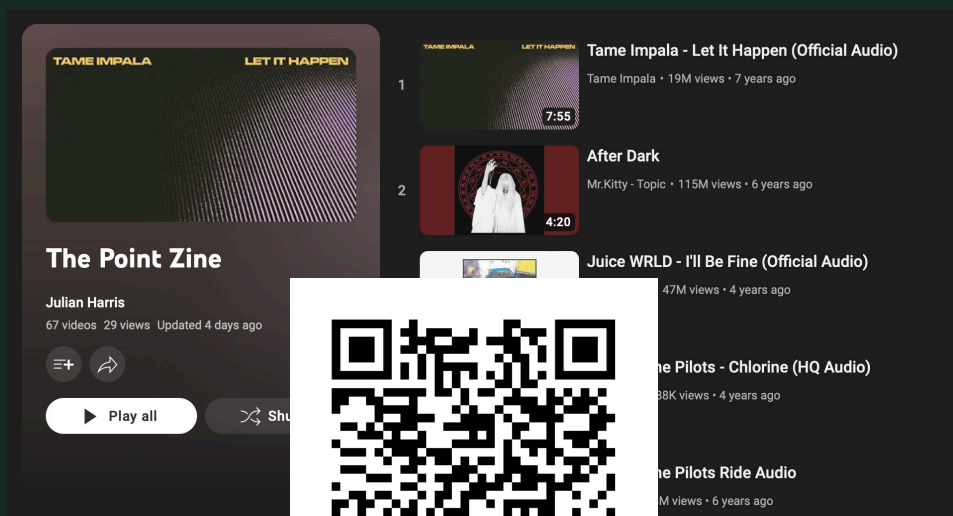 TAME IMPALA LET IT HAPPEN
The Point Zine
Julian Harris
67 videos 29 views Updated 4 days ago
Play all
Shu
1
TAME IMPALA LET IT HAPPEN
7:55
Tame Impala - Let It Happen (Official Audio)
Tame Impala • 19M views • 7 years ago
2
4:20
After Dark
Mr.Kitty - Topic • 115M views • 6 years ago
Juice WRLD - I'll Be Fine (Official Audio)
47M views • 4 years ago
ne Pilots - Chlorine (HQ Audio)
38K views • 4 years ago
ne Pilots Ride Audio
M views • 6 years ago